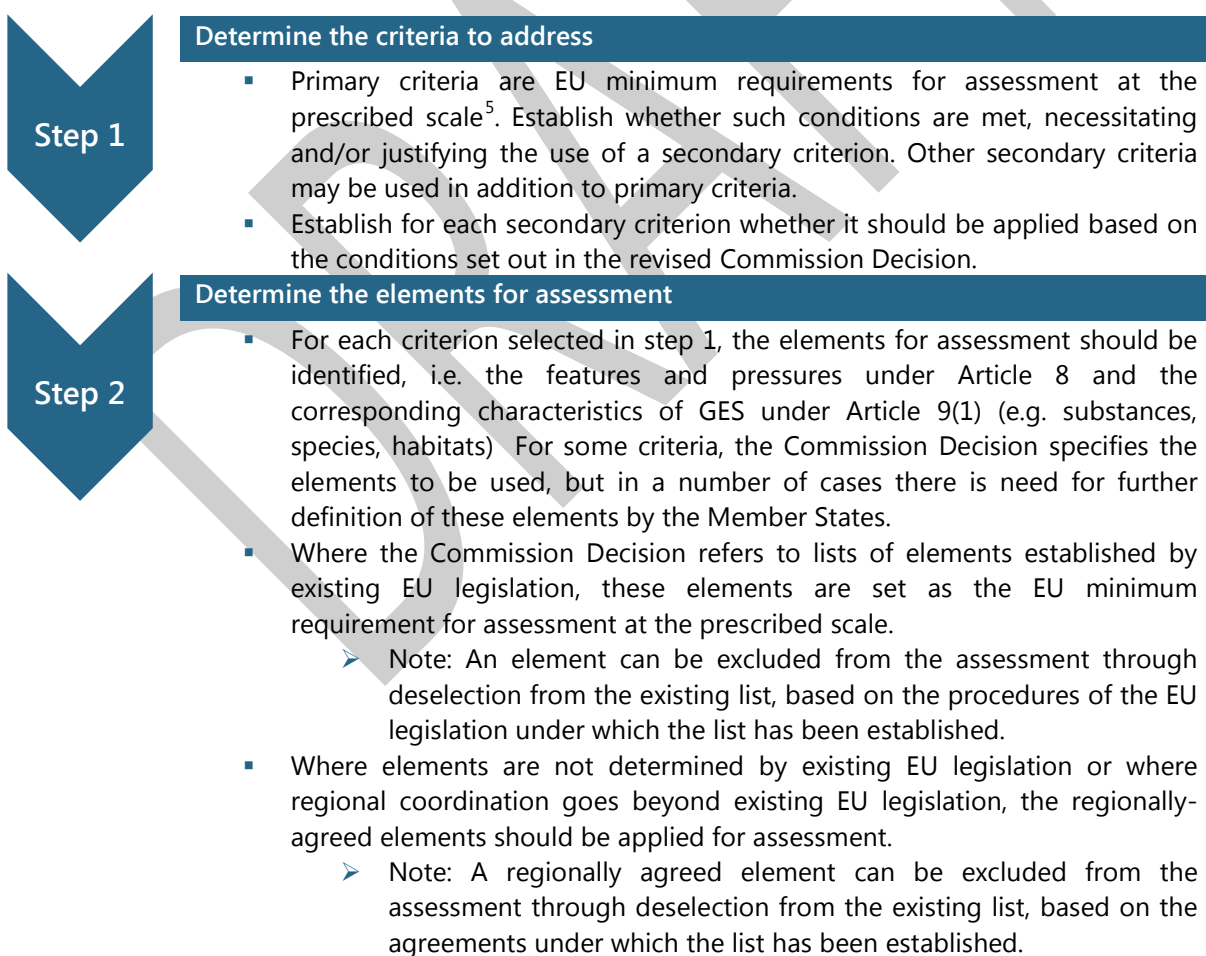 Determine the criteria to address
Step 1
▪ Primary criteria are EU minimum requirements for assessment at the
prescribed scale⁵. Establish whether such conditions are met, necessitating
and/or justifying the use of a secondary criterion. Other secondary criteria
may be used in addition to primary criteria.
▪ Establish for each secondary criterion whether it should be applied based on
the conditions set out in the revised Commission Decision.
Determine the elements for assessment
Step 2
▪ For each criterion selected in step 1, the elements for assessment should be
identified, i.e. the features and pressures under Article 8 and the
corresponding characteristics of GES under Article 9(1) (e.g. substances,
species, habitats) For some criteria, the Commission Decision specifies the
elements to be used, but in a number of cases there is need for further
definition of these elements by the Member States.
▪ Where the Commission Decision refers to lists of elements established by
existing EU legislation, these elements are set as the EU minimum
requirement for assessment at the prescribed scale.
➢ Note: An element can be excluded from the assessment through
deselection from the existing list, based on the procedures of the EU
legislation under which the list has been established.
▪ Where elements are not determined by existing EU legislation or where
regional coordination goes beyond existing EU legislation, the regionally-
agreed elements should be applied for assessment.
➢ Note: A regionally agreed element can be excluded from the
assessment through deselection from the existing list, based on the
agreements under which the list has been established.
DRA